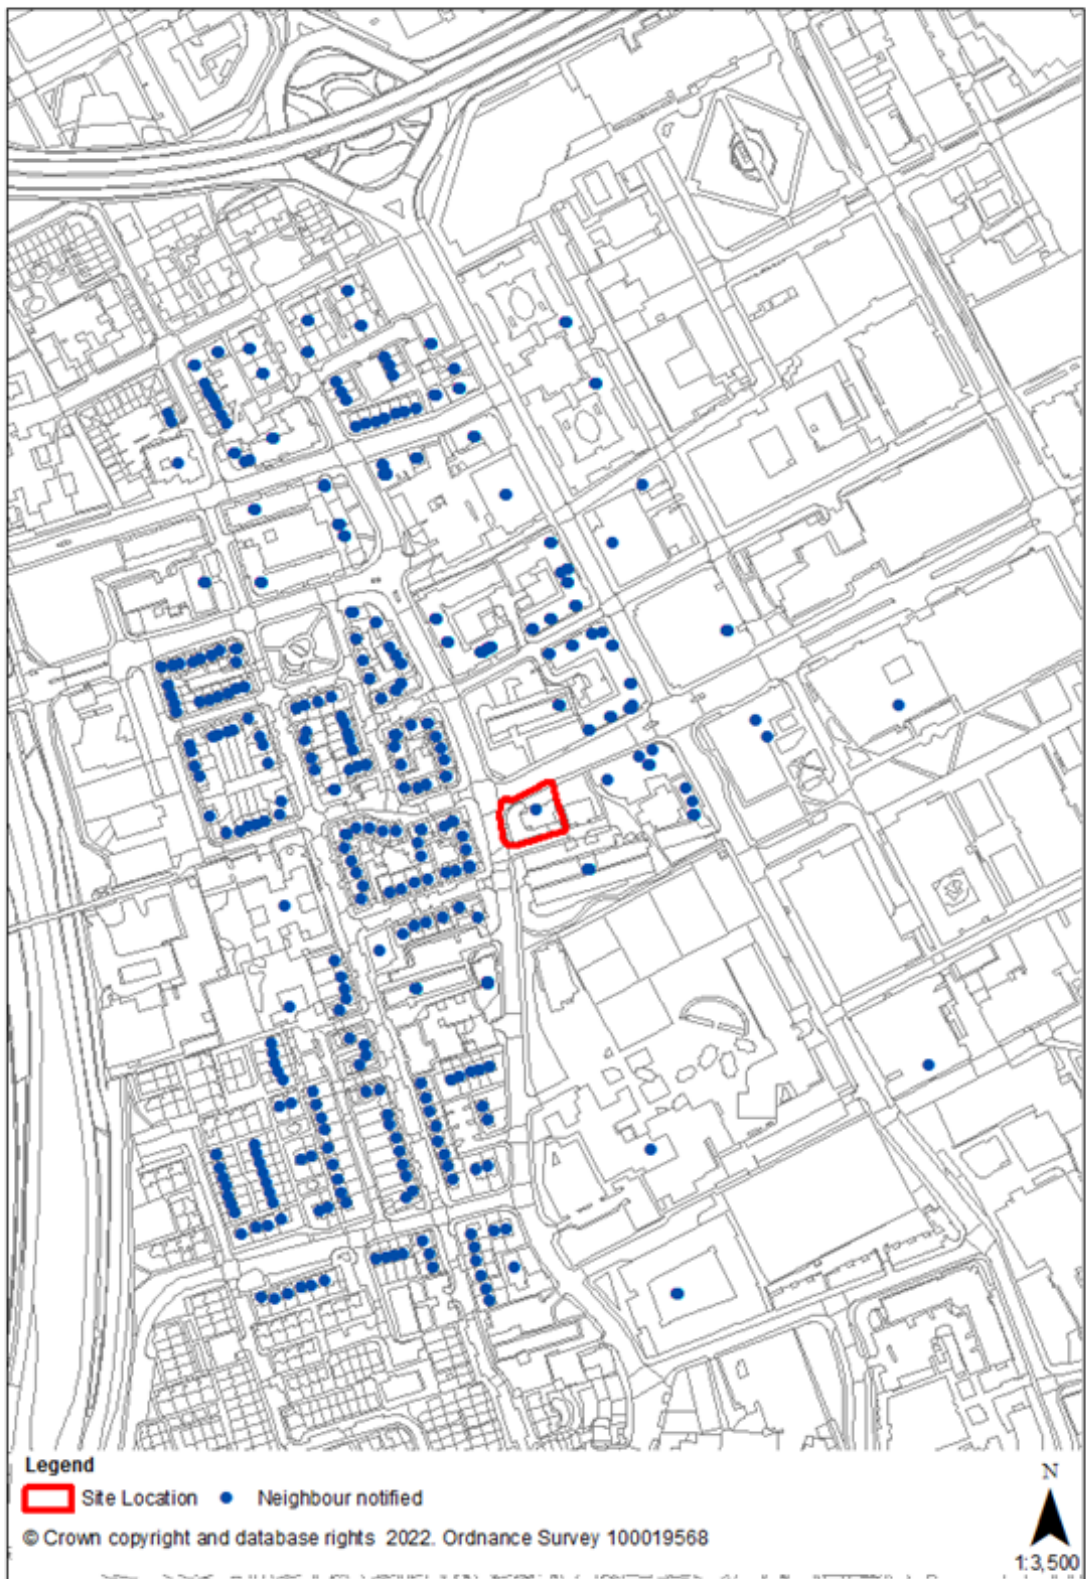 Legend
Site Location Neighbour notified
N
© Crown copyright and database rights 2022. Ordnance Survey 100019568
1:3,500